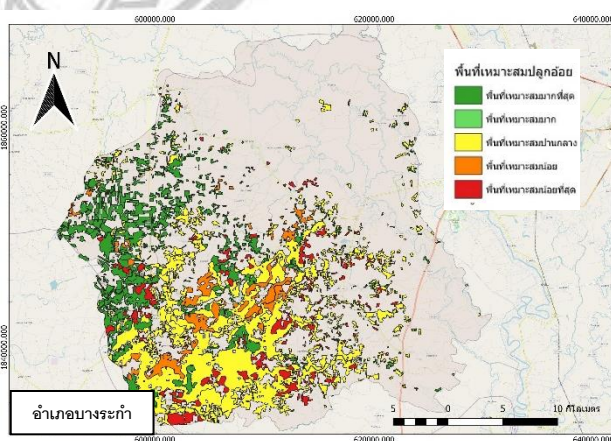 600000.000 620000.000 640000.000
N
พื้นที่เหมาะสมปลูกอ้อย
พื้นที่เหมาะสมมากที่สุด
พื้นที่เหมาะสมมาก
พื้นที่เหมาะสมปานกลาง
พื้นที่เหมาะสมน้อย
พื้นที่เหมาะสมน้อยที่สุด
1860000.000
1840000.000
อำเภอบางระกำ
5 0 5 10 กิโลเมตร
600000.000 620000.000 640000.000